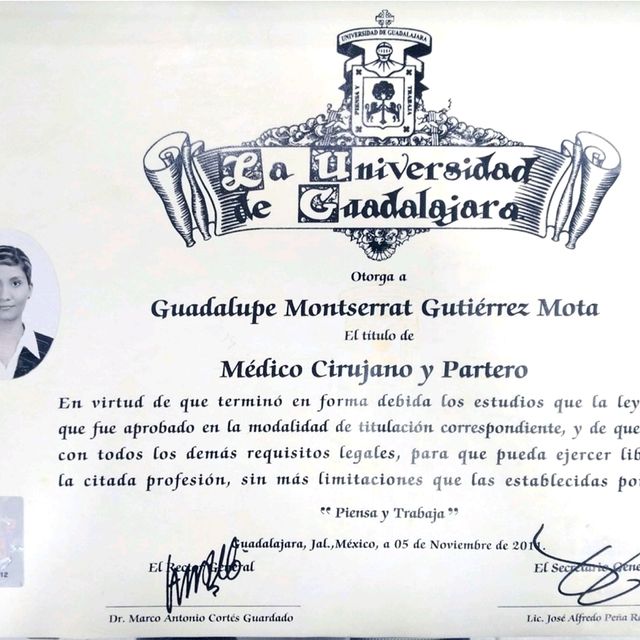 UNIVERSIDAD DE GUADALAJARA
PIENSA Y TRABAJA
La Universidad
de Guadalajara
Otorga a
Guadalupe Montserrat Gutiérrez Mota
El título de
Médico Cirujano y Partero
En virtud de que terminó en forma debida los estudios que la ley
que fue aprobado en la modalidad de titulación correspondiente, y de que
con todos los demás requisitos legales, para que pueda ejercer lib
la citada profesión, sin más limitaciones que las establecidas po
“ Piensa y Trabaja ”
Guadalajara, Jal.,México, a 05 de Noviembre de
El Rector General
El Secretario Gene
Dr. Marco Antonio Cortés Guardado
Lic. José Alfredo Peña R
12